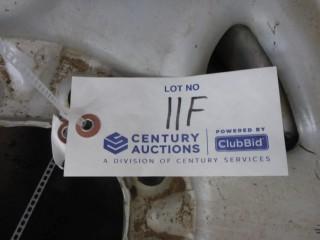 LOT NO
11F
CENTURY
AUCTIONS
POWERED BY
ClubBid
A DIVISION OF CENTURY SERVICES